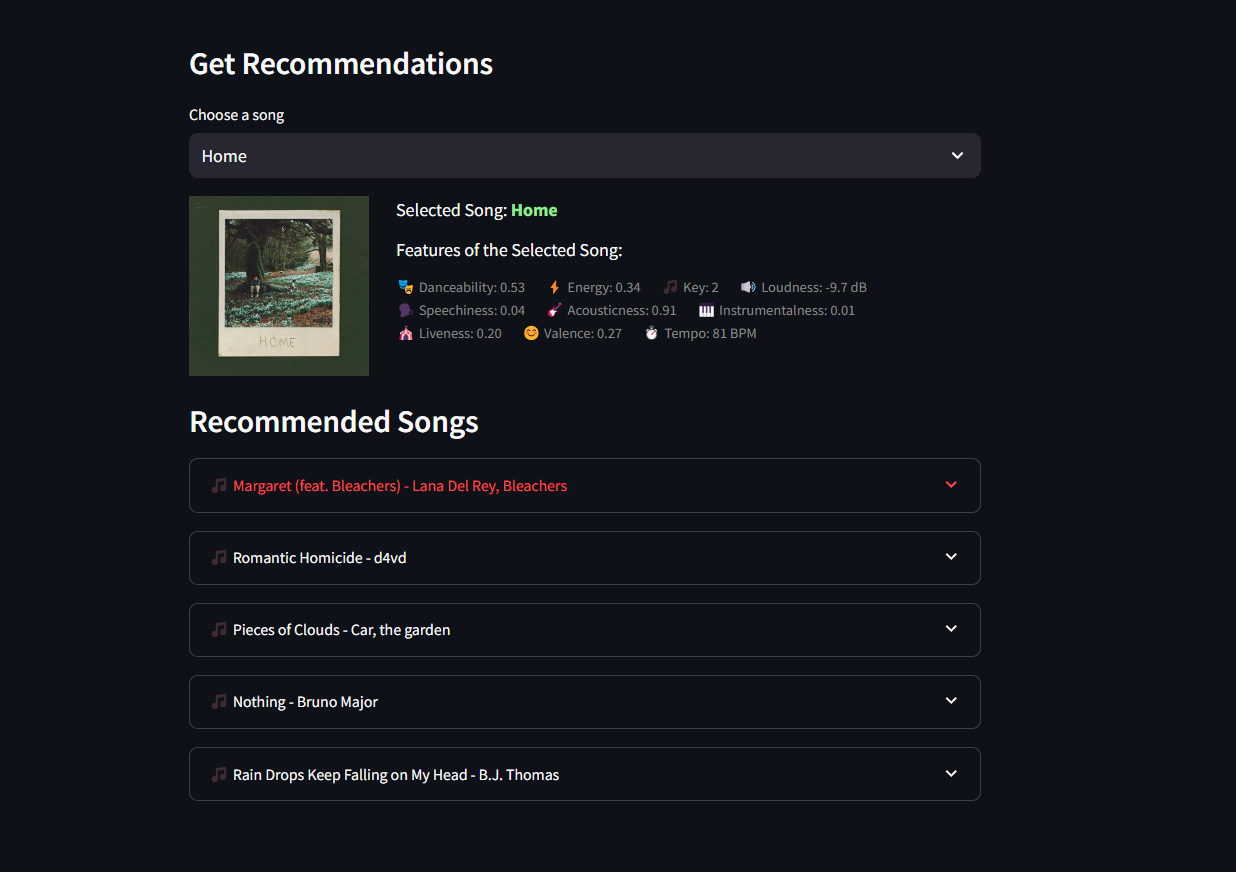 Get Recommendations
Choose a song
Home
Selected Song: Home
Features of the Selected Song:
Danceability: 0.53 Energy: 0.34 Key: 2 Loudness: -9.7 dB
Speechiness: 0.04 Acousticness: 0.91 Instrumentalness: 0.01
Liveness: 0.20 Valence: 0.27 Tempo: 81 BPM
HOME
Recommended Songs
Margaret (feat. Bleachers) - Lana Del Rey, Bleachers
Romantic Homicide - d4vd
Pieces of Clouds - Car, the garden
Nothing - Bruno Major
Rain Drops Keep Falling on My Head - B.J. Thomas